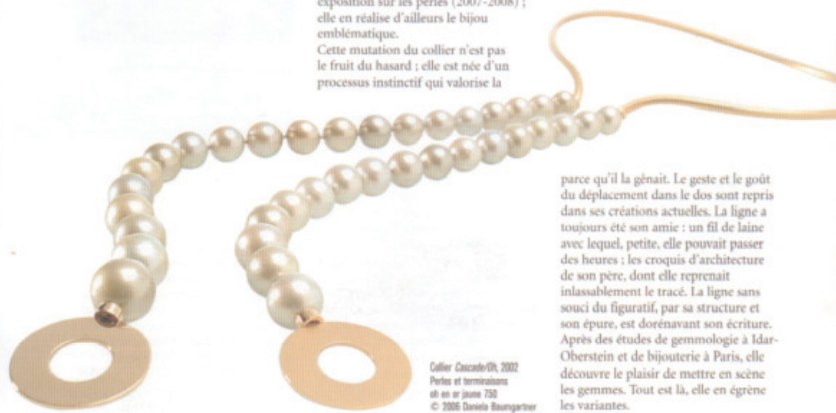 exposition sur les perles (2007-2008) ;
elle en réalise d'ailleurs le bijou
emblématique.
Cette mutation du collier n'est pas
le fruit du hasard ; elle est née d'un
processus instinctif qui valorise la
parce qu'il la gênait. Le geste et le goût
du déplacement dans le dos sont repris
dans ses créations actuelles. La ligne a
toujours été son amie : un fil de laine
avec lequel, petite, elle pouvait passer
des heures ; les croquis d'architecture
de son père, dont elle reprenait
inlassablement le tracé. La ligne sans
souci du figuratif, par sa structure et
son épure, est dorénavant son écriture.
Après des études de gemmologie à Idar-
Oberstein et de bijouterie à Paris, elle
découvre le plaisir de mettre en scène
les gemmes. Tout est là, elle en égrène
les variantes.
Collier Cascade/Oh, 2002
Perles et terminaisons
oh en or jaune 750
© 2006 Daniela Baumgartner